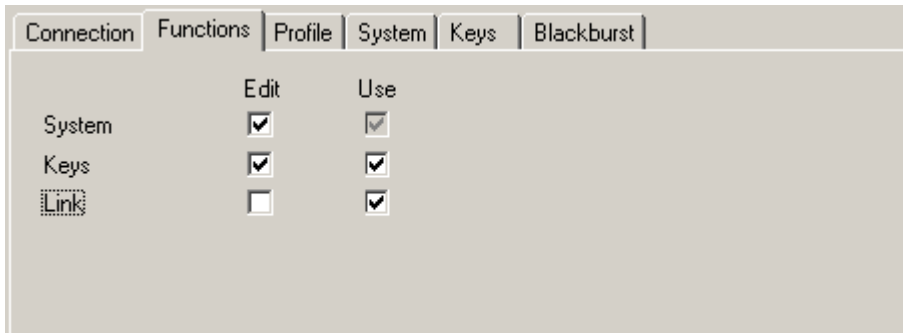 Connection Functions Profile System Keys Blackburst
Edit Use
System
Keys
Link